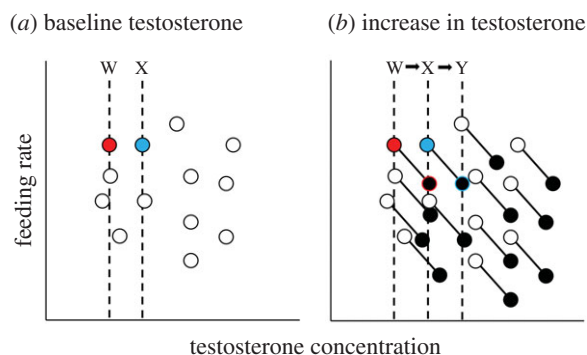 (a) baseline testosterone
(b) increase in testosterone
W X
W → X → Y
feeding rate
testosterone concentration